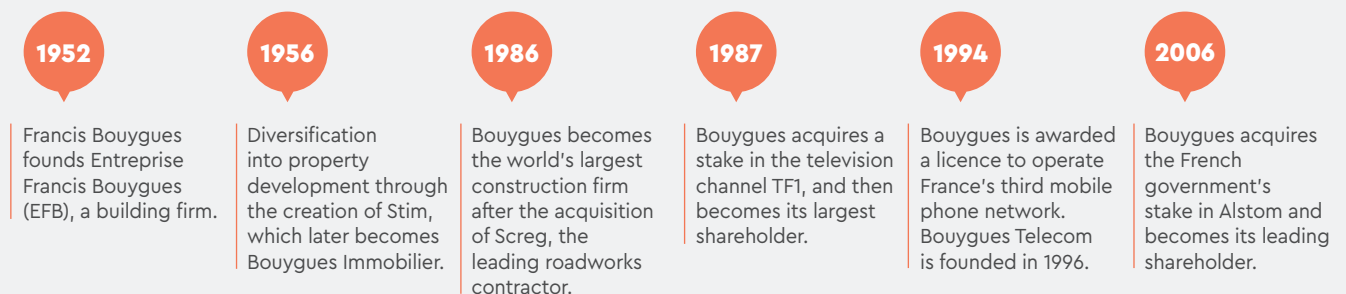 1952
Francis Bouygues
founds Entreprise
Francis Bouygues
(EFB), a building firm.
1956
Diversification
into property
development through
the creation of Stim,
which later becomes
Bouygues Immobilier.
1986
Bouygues becomes
the world's largest
construction firm
after the acquisition
of Screg, the
leading roadworks
contractor.
1987
Bouygues acquires a
stake in the television
channel TF1, and then
becomes its largest
shareholder.
1994
Bouygues is awarded
a licence to operate
France's third mobile
phone network.
Bouygues Telecom
is founded in 1996.
2006
Bouygues acquires
the French
government's
stake in Alstom and
becomes its leading
shareholder.